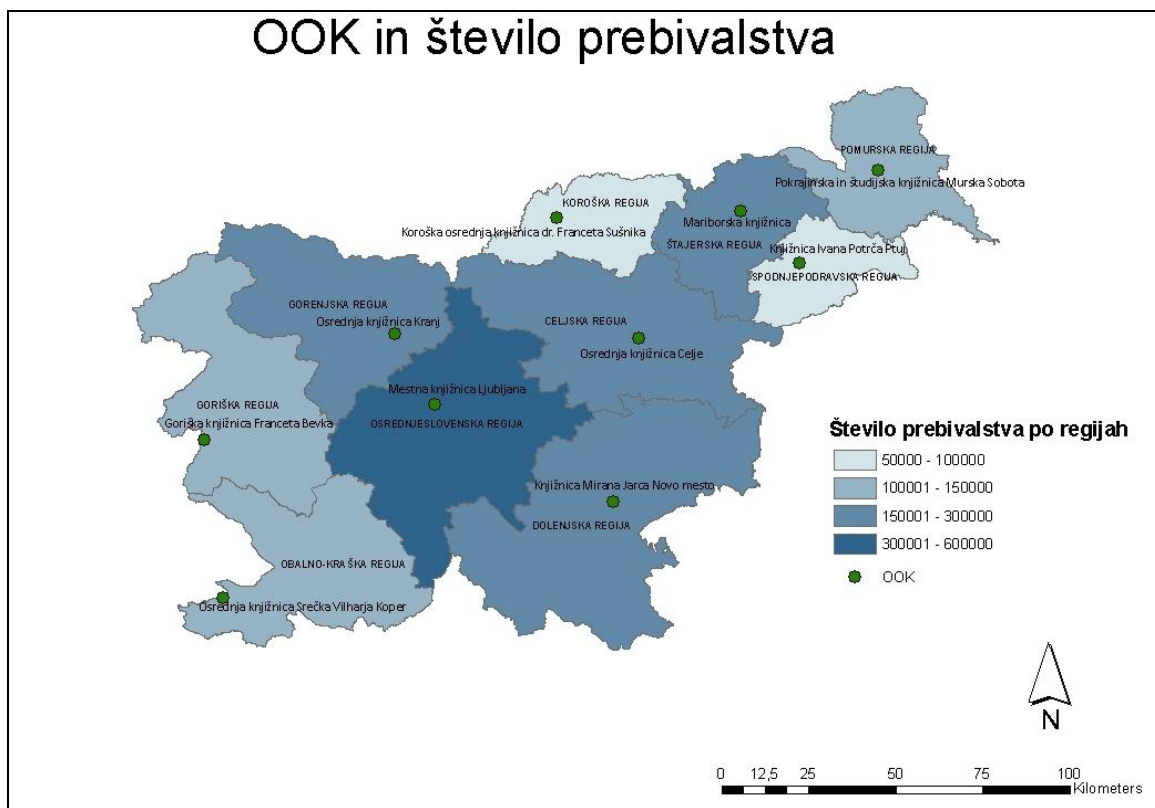 OOK in število prebivalstva
POMURSKA REGIJA
Pokrajinska in študijska knjižnica Murska Sobota
KOROŠKA REGIJA
Koroška osrednja knjižnica dr. Franceta Sušnika
Mariborska knjižnica
ŠTAJERSKA REGIJA
Knjižnica Ivana Potrča Ptuj
SPODNJEPODRAVSKA REGIJA
GORENJSKA REGIJA
Osrednja knjižnica Kranj
CELJSKA REGIJA
Osrednja knjižnica Celje
Mestna knjižnica Ljubljana
OSREDNJESLOVENSKA REGIJA
GORIŠKA REGIJA
Goriška knjižnica Franceta Bevka
Knjižnica Mirana Jarca Novo mesto
DOLENJSKA REGIJA
OBALNO-KRAŠKA REGIJA
Osrednja knjižnica Srečka Vilharja Koper
Število prebivalstva po regijah
50000 - 100000
100001 - 150000
150001 - 300000
300001 - 600000
OOK
N
0 12,5 25 50 75 100
Kilometers